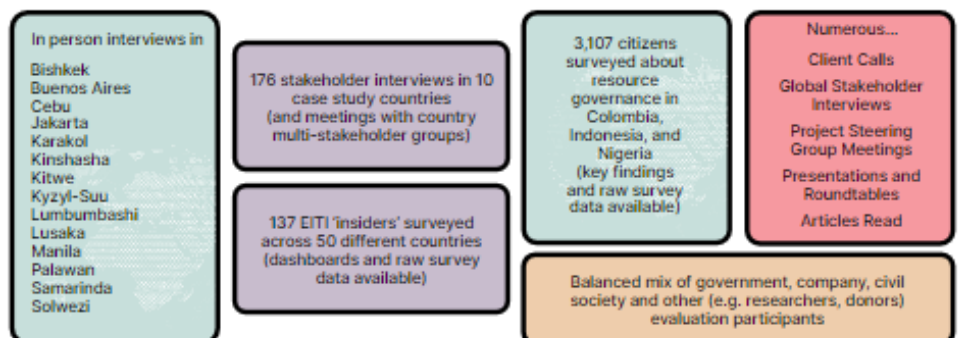 In person interviews in
Bishkek
Buenos Aires
Cebu
Jakarta
Karakol
Kinshasha
Kitwe
Kyzyl-Suu
Lumbumbashi
Lusaka
Manila
Palawan
Samarinda
Solwezi
176 stakeholder interviews in 10
case study countries
(and meetings with country
multi-stakeholder groups)
137 EITI ‘insiders’ surveyed
across 50 different countries
(dashboards and raw survey
data available)
3,107 citizens
surveyed about
resource
governance in
Colombia,
Indonesia, and
Nigeria
(key findings
and raw survey
data available)
Numerous...
Client Calls
Global Stakeholder
Interviews
Project Steering
Group Meetings
Presentations and
Roundtables
Articles Read
Balanced mix of government, company, civil
society and other (e.g. researchers, donors)
evaluation participants